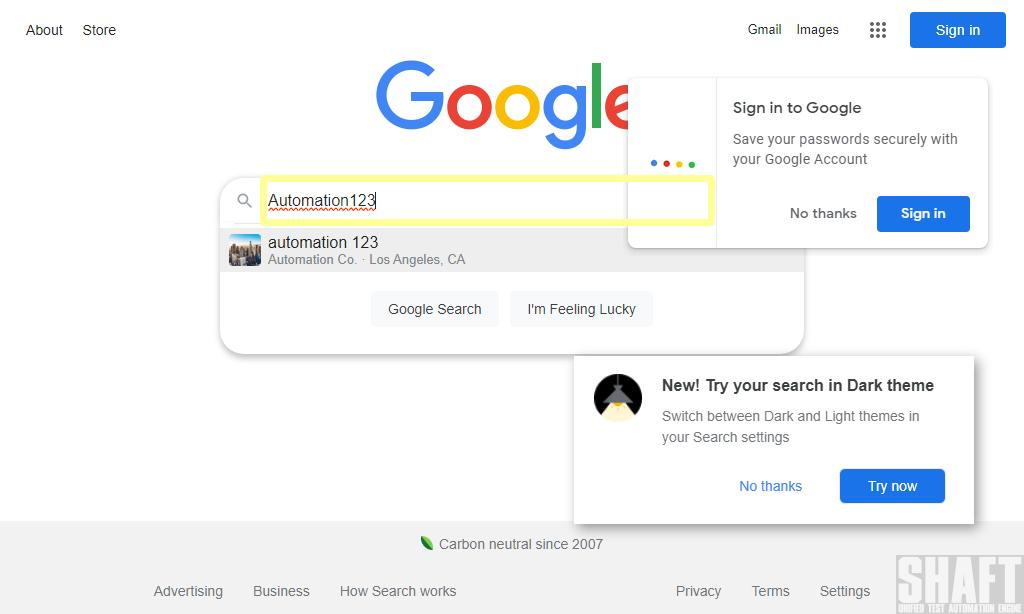 About Store
Gmail Images
Sign in
Google
Sign in to Google
Save your passwords securely with
your Google Account
No thanks
Sign in
Automation123
automation 123
Automation Co. · Los Angeles, CA
Google Search
I'm Feeling Lucky
New! Try your search in Dark theme
Switch between Dark and Light themes in
your Search settings
No thanks
Try now
Carbon neutral since 2007
Advertising Business How Search works
Privacy Terms Settings
SHAFT
UNIFIED TEST AUTOMATION ENGINE